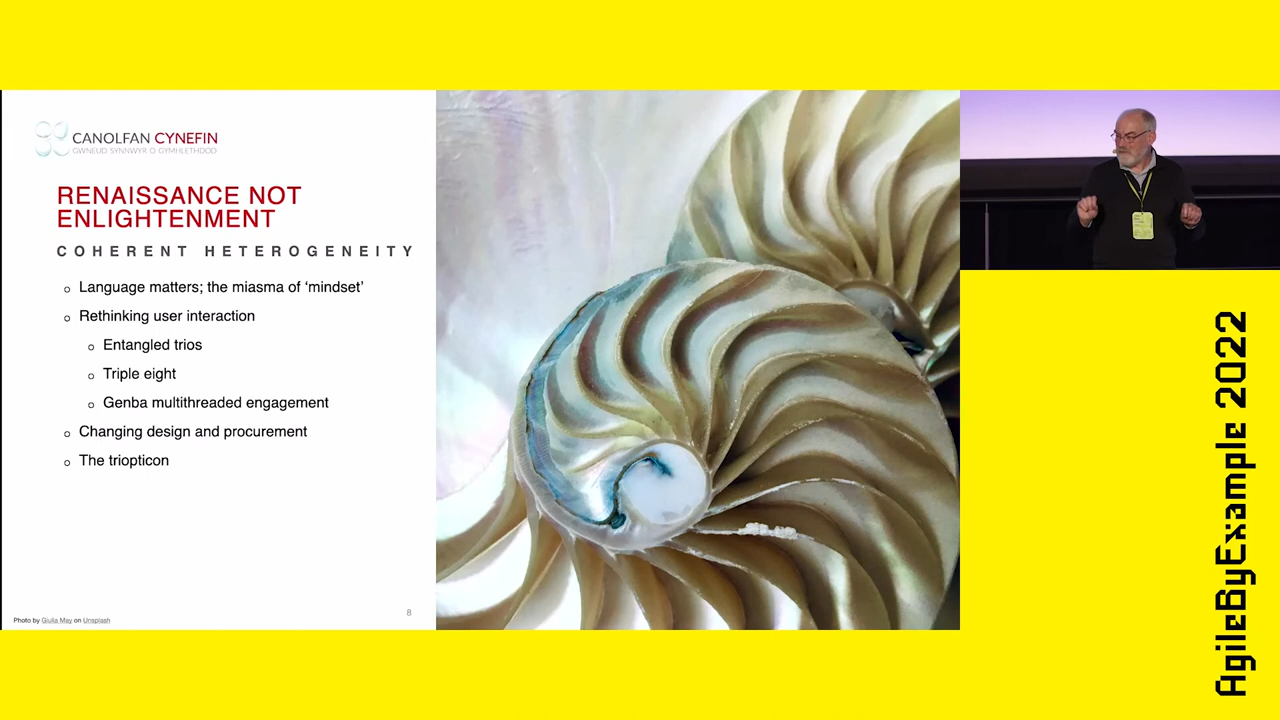 CANOLFAN CYNEFIN
GWNEUD SYNNWYR O GYMHLETHDOD
RENAISSANCE NOT
ENLIGHTENMENT
COHERENT HETEROGENEITY
Language matters; the miasma of ‘mindset’
Rethinking user interaction
Entangled trios
Triple eight
Genba multithreaded engagement
Changing design and procurement
The triopticon
8
Photo by Giulia May on Unsplash
AgileByExample 2022